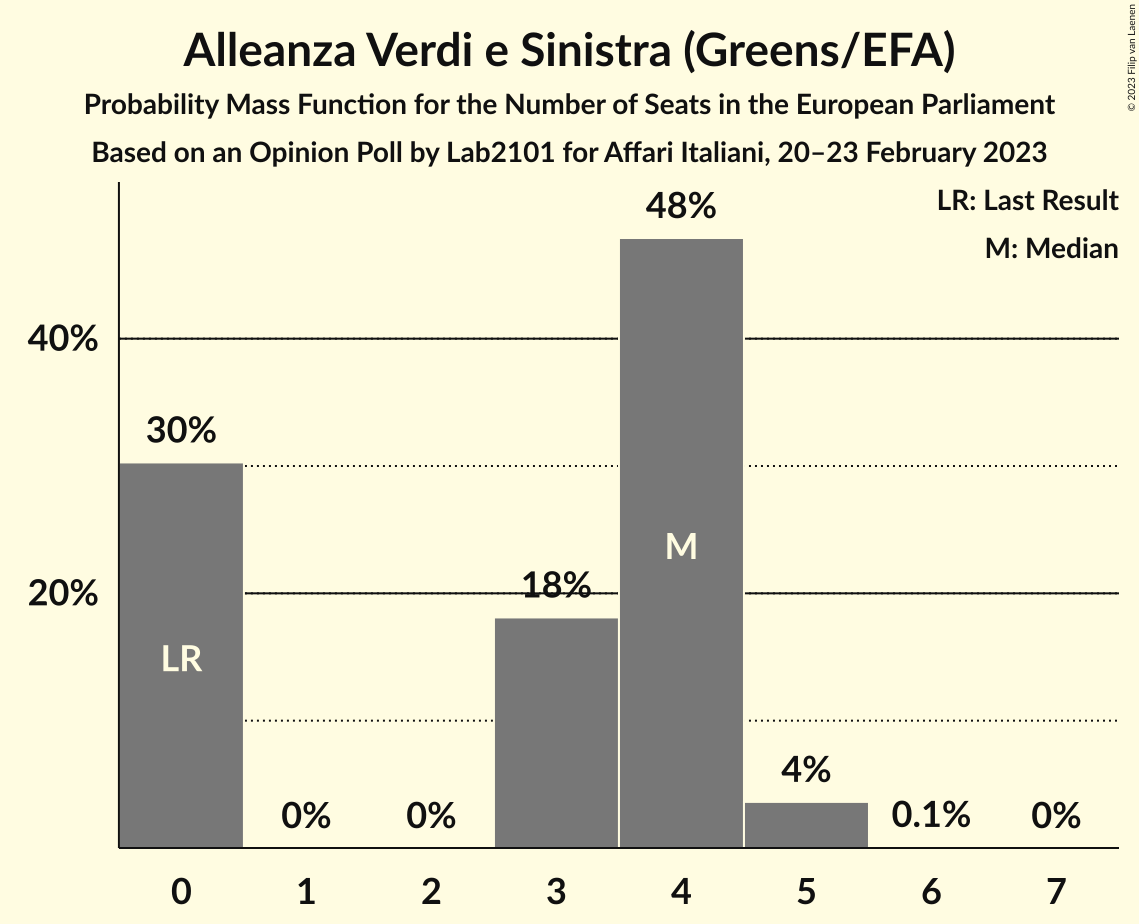 Alleanza Verdi e Sinistra (Greens/EFA)
Probability Mass Function for the Number of Seats in the European Parliament
Based on an Opinion Poll by Lab2101 for Affari Italiani, 20–23 February 2023
© 2023 Filip van Laenen
LR: Last Result
M: Median
48%
40%
30%
M
18%
20%
LR
4%
0%
0%
0.1%
0%
0 1 2 3 4 5 6 7